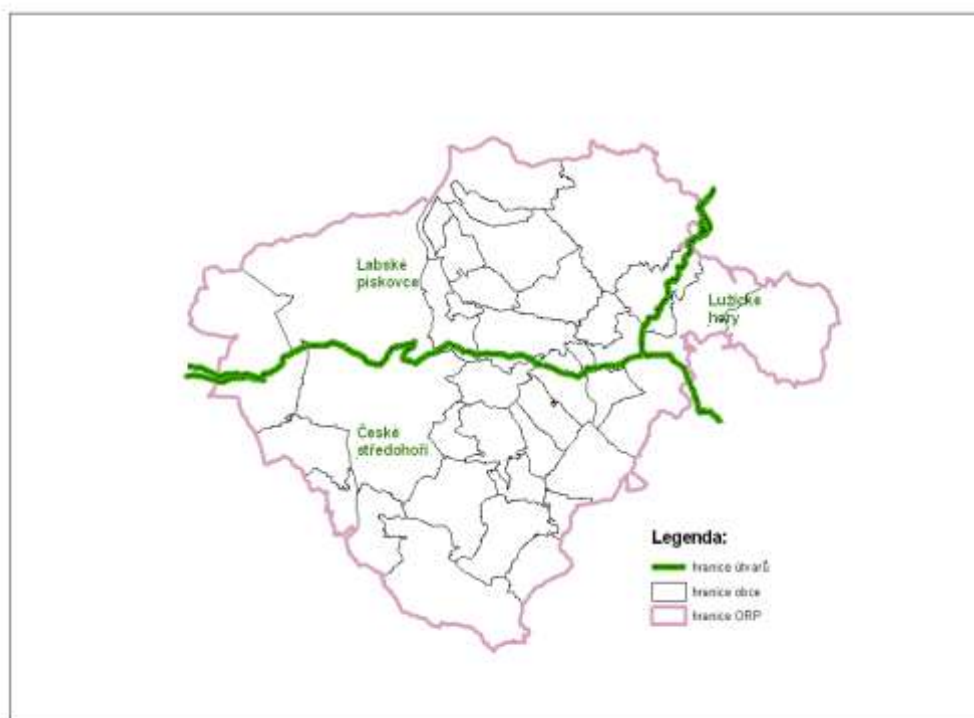 Labské
pískovce
Lužické
hory
České
středohoří
Legenda:
hranice útvarů
hranice obce
hranice ORP